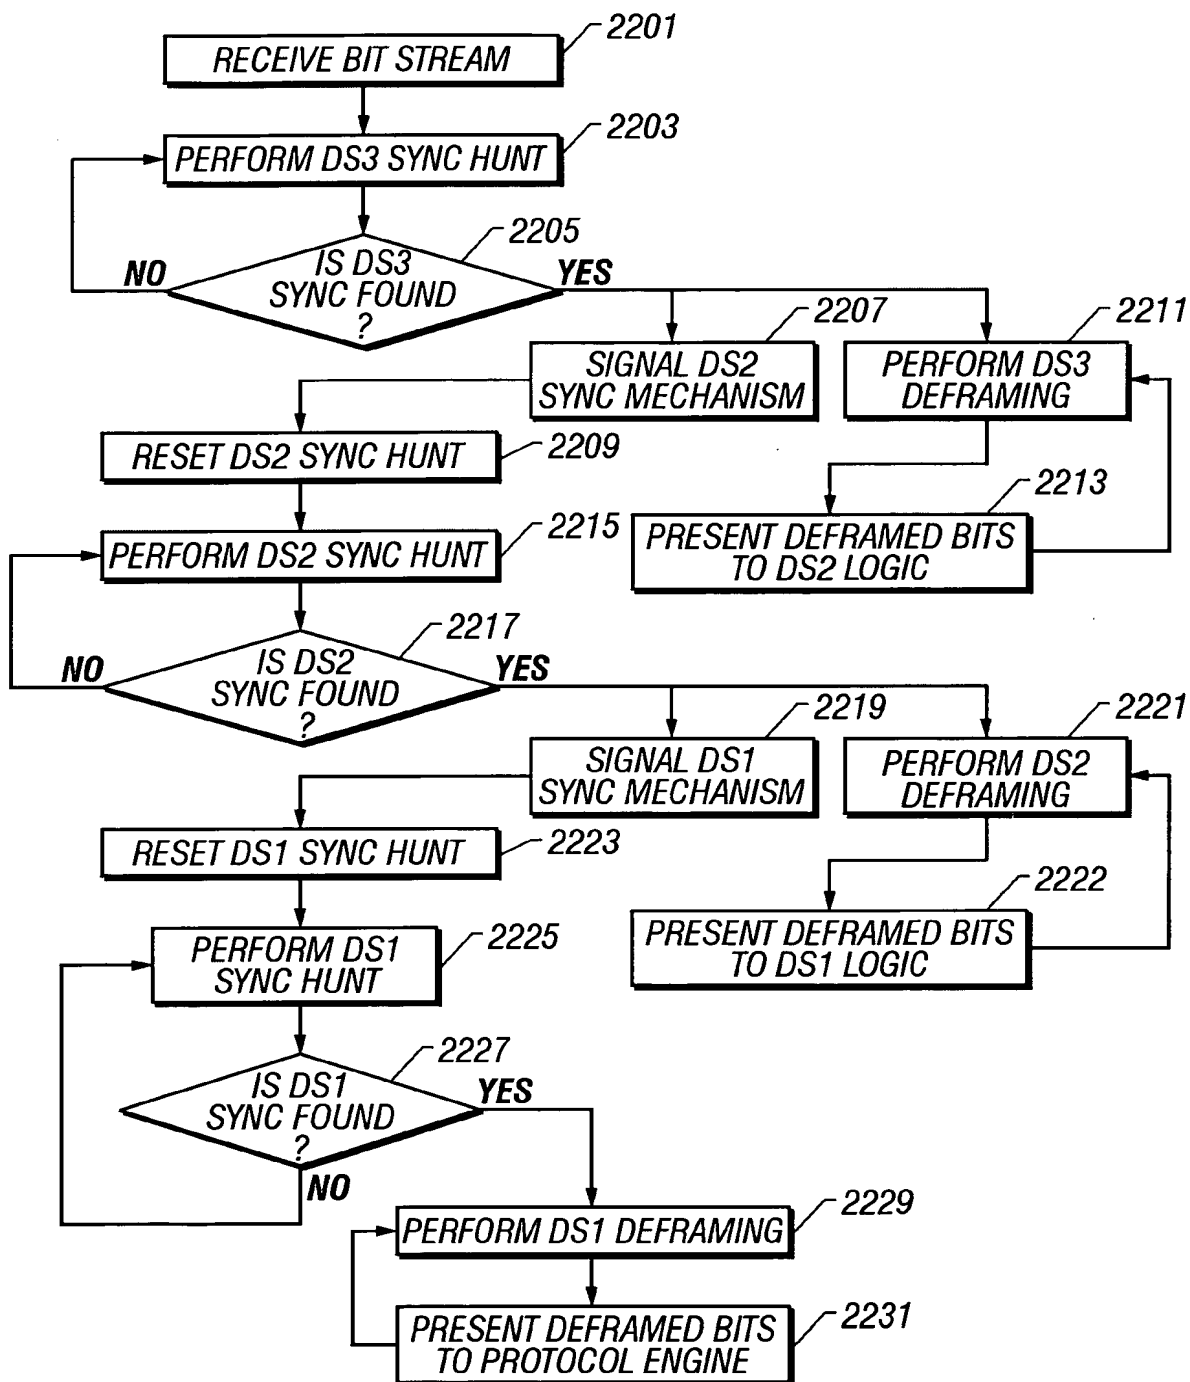 2201
RECEIVE BIT STREAM
2203
PERFORM DS3 SYNC HUNT
2205
IS DS3
SYNC FOUND
?
NO
YES
2207
SIGNAL DS2
SYNC MECHANISM
2211
PERFORM DS3
DEFRAMING
RESET DS2 SYNC HUNT
2209
2213
PRESENT DEFRAMED BITS
TO DS2 LOGIC
PERFORM DS2 SYNC HUNT
2215
2217
IS DS2
SYNC FOUND
?
NO
YES
2219
SIGNAL DS1
SYNC MECHANISM
2221
PERFORM DS2
DEFRAMING
RESET DS1 SYNC HUNT
2223
2222
PRESENT DEFRAMED BITS
TO DS1 LOGIC
PERFORM DS1
SYNC HUNT
2225
2227
IS DS1
SYNC FOUND
?
YES
NO
PERFORM DS1 DEFRAMING
2229
PRESENT DEFRAMED BITS
TO PROTOCOL ENGINE
2231